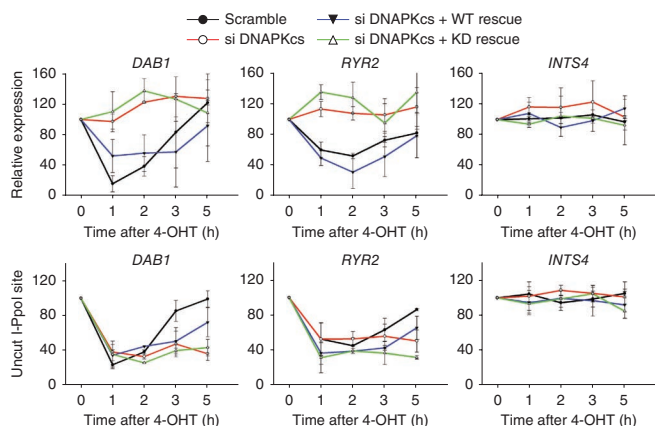 Scramble
si DNAPKcs + WT rescue
si DNAPKcs
si DNAPKcs + KD rescue
DAB1
RYR2
INTS4
Relative expression
160
120
80
40
0
160
120
80
40
0
160
120
80
40
0
0 1 2 3 5
0 1 2 3 5
0 1 2 3 5
Time after 4-OHT (h)
Time after 4-OHT (h)
Time after 4-OHT (h)
DAB1
RYR2
INTS4
Uncut I-PpoI site
120
80
40
0
120
80
40
0
120
80
40
0
0 1 2 3 5
0 1 2 3 5
0 1 2 3 5
Time after 4-OHT (h)
Time after 4-OHT (h)
Time after 4-OHT (h)